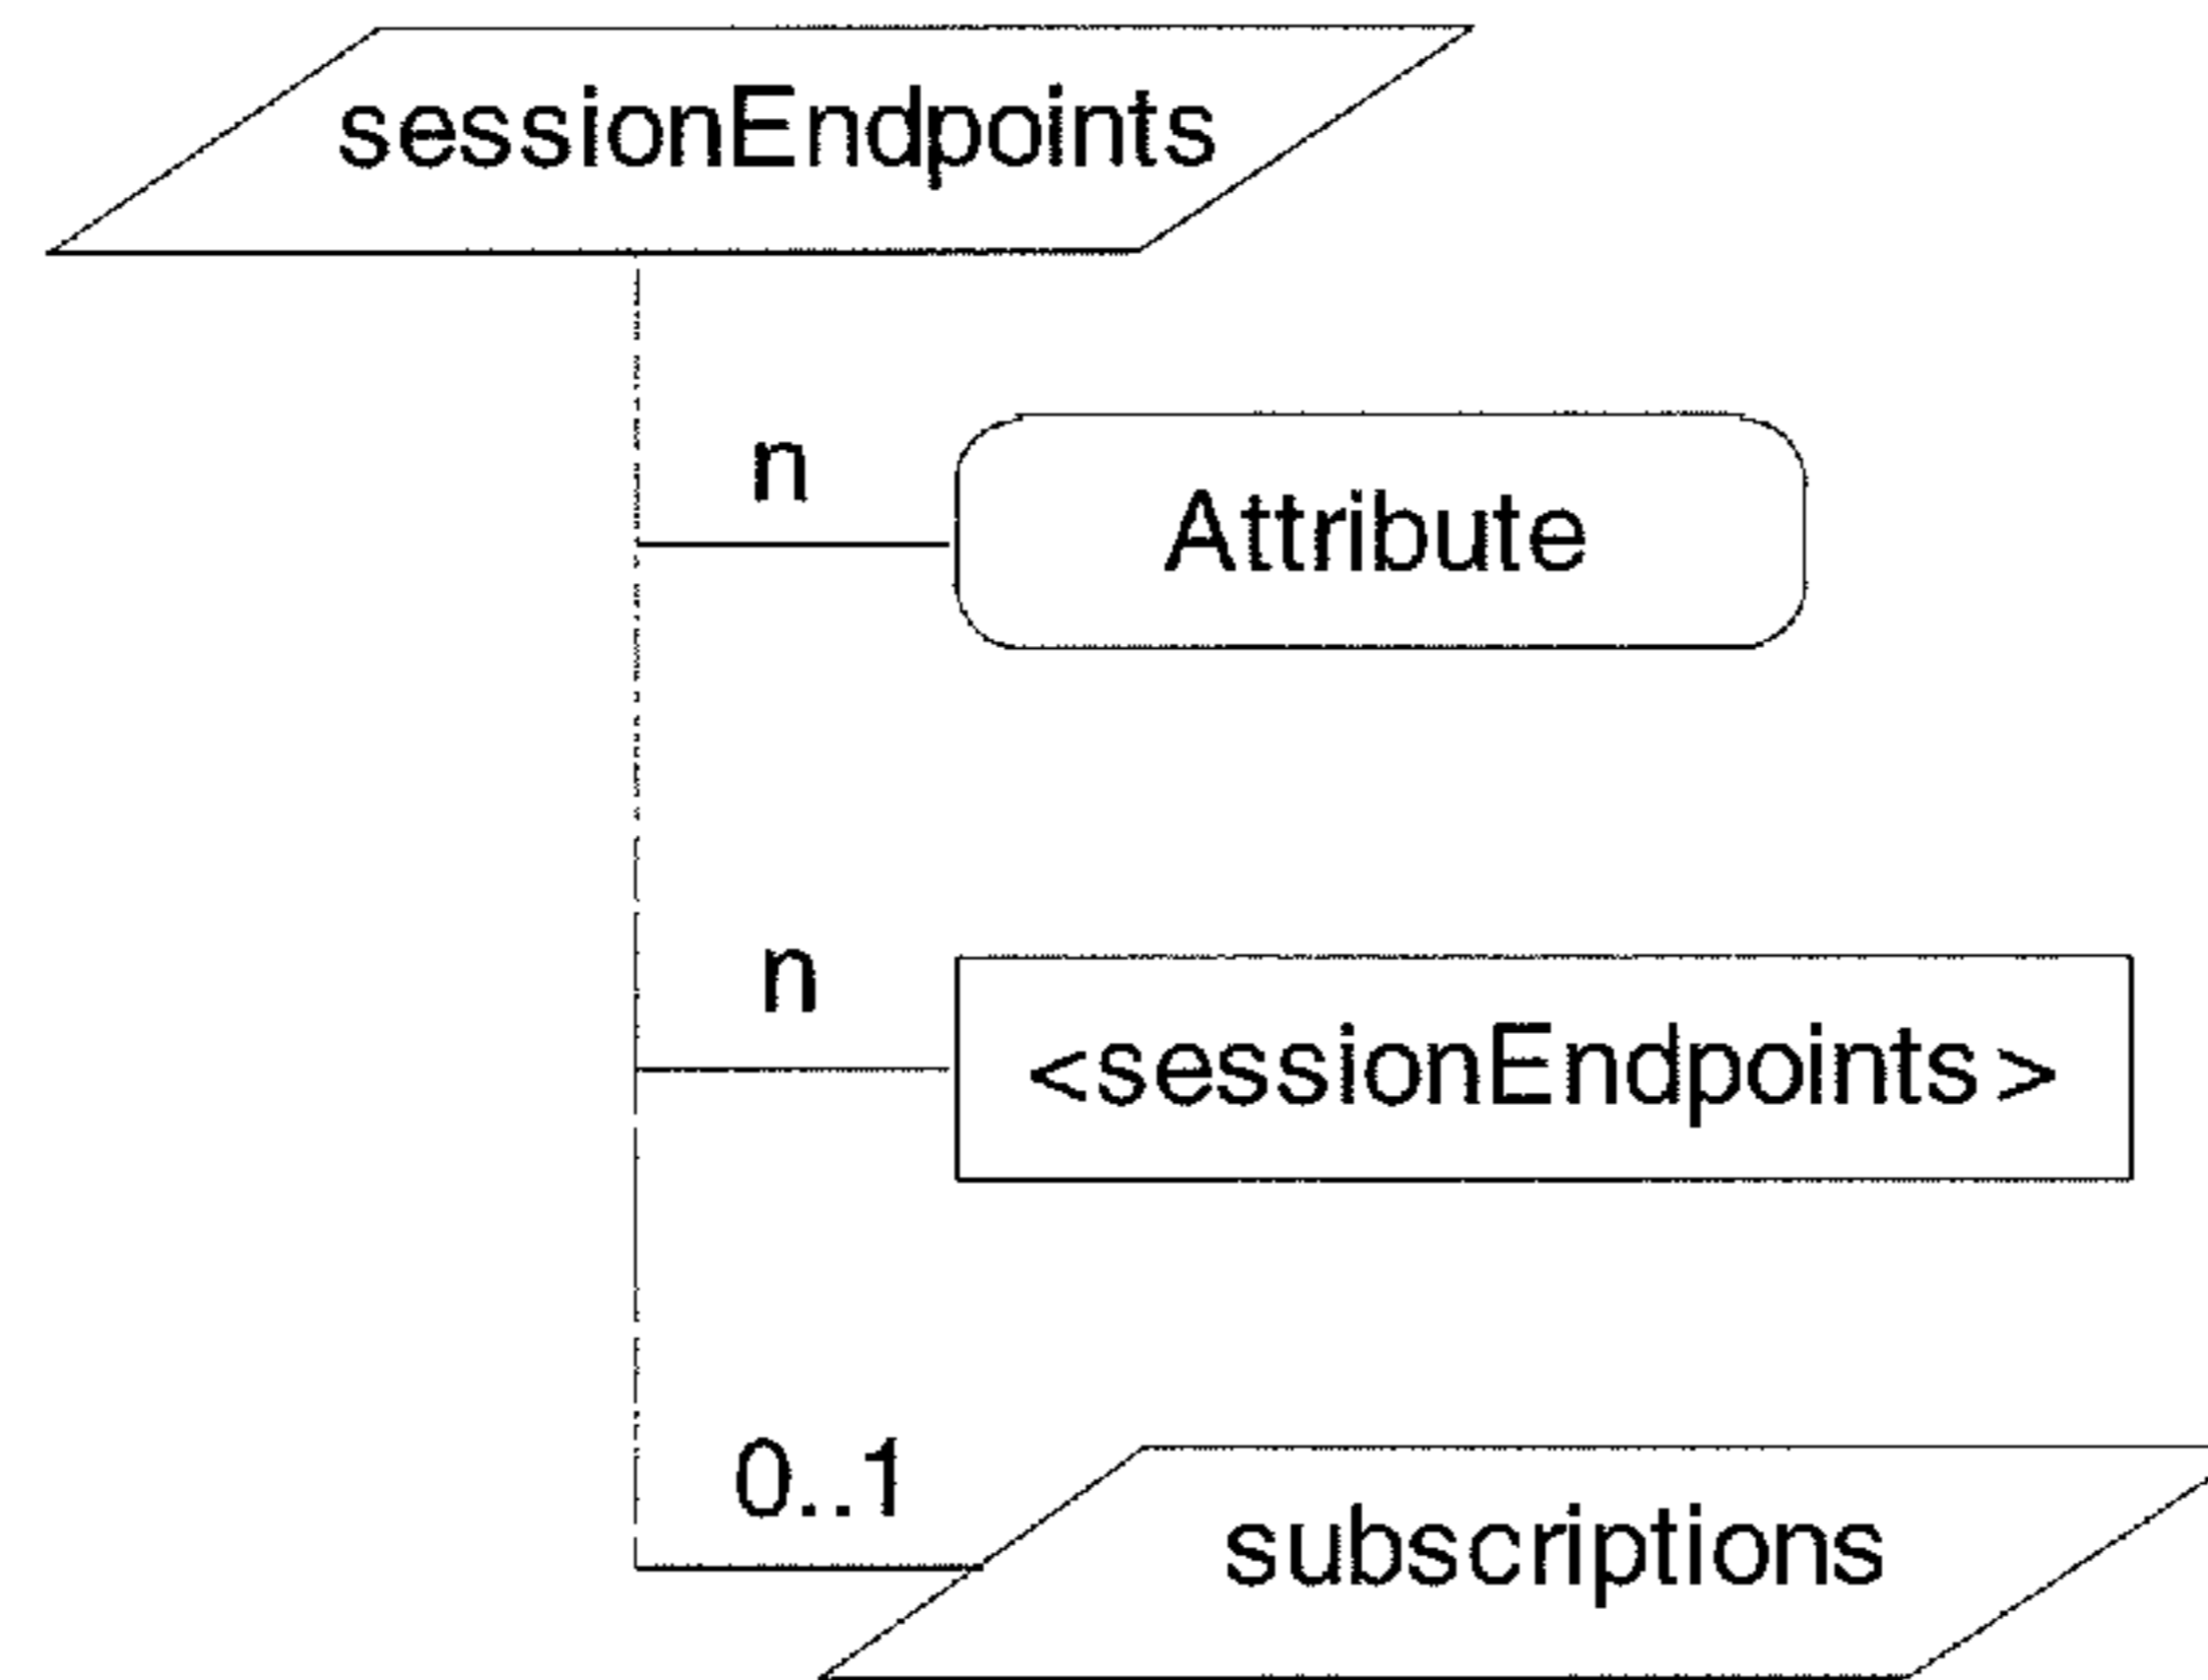 sessionEndpoints
n
Attribute
n
<sessionEndpoints>
0..1
subscriptions